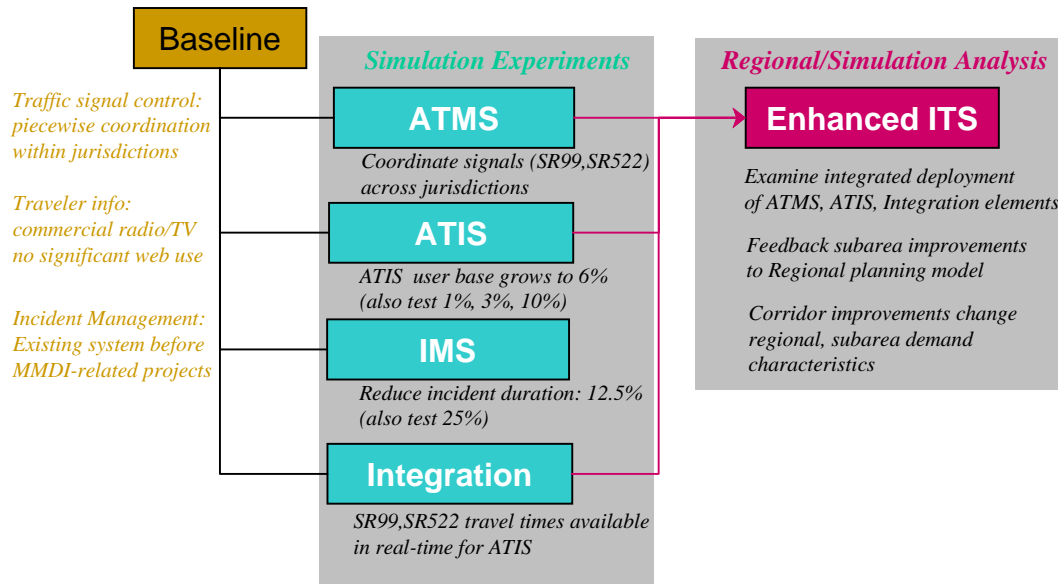 Baseline
Traffic signal control:
piecewise coordination
within jurisdictions
Traveler info:
commercial radio/TV
no significant web use
Incident Management:
Existing system before
MMDI-related projects
Simulation Experiments
ATMS
Coordinate signals (SR99,SR522)
across jurisdictions
ATIS
ATIS user base grows to 6%
(also test 1%, 3%, 10%)
IMS
Reduce incident duration: 12.5%
(also test 25%)
Integration
SR99,SR522 travel times available
in real-time for ATIS
Regional/Simulation Analysis
Enhanced ITS
Examine integrated deployment
of ATMS, ATIS, Integration elements
Feedback subarea improvements
to Regional planning model
Corridor improvements change
regional, subarea demand
characteristics